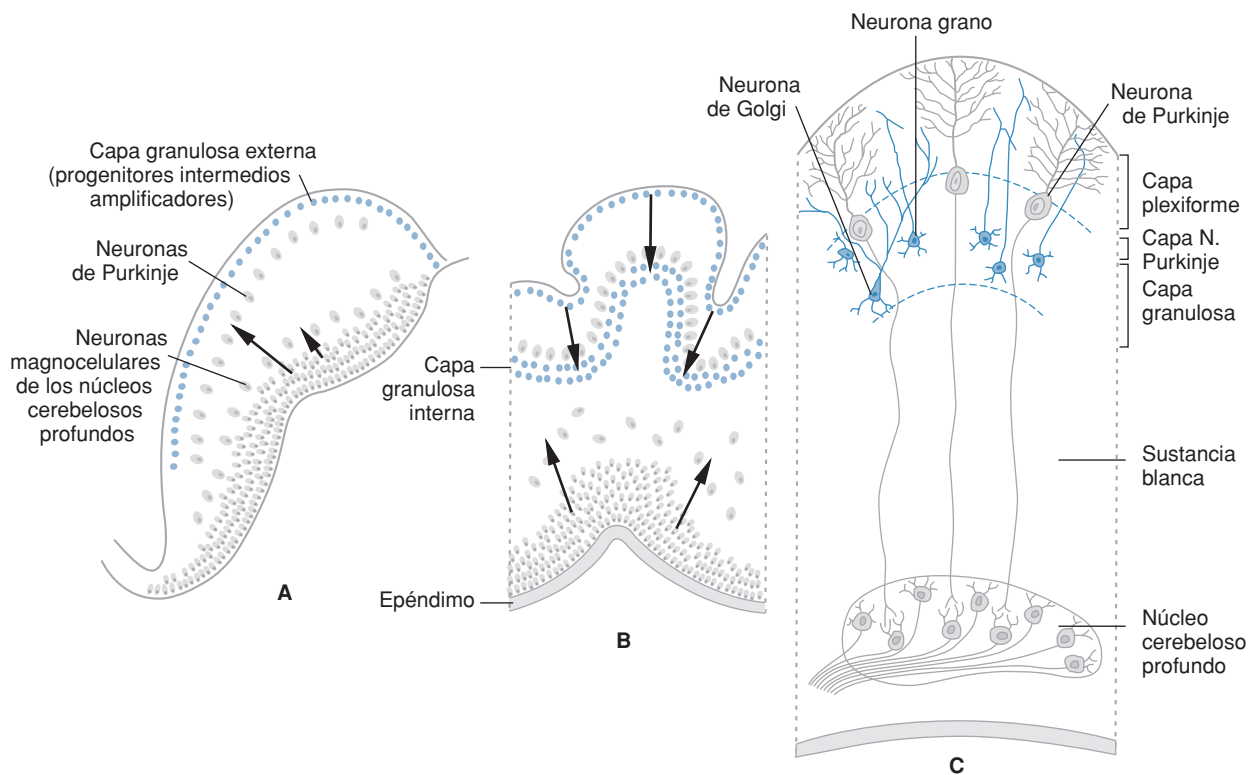 Capa granulosa externa
(progenitores intermedios
amplificadores)
Neuronas
de Purkinje
Neuronas
magnocelulares
de los núcleos
cerebelosos
profundos
A
Capa
granulosa
interna
Epéndimo
B
Neurona grano
Neurona
de Golgi
Neurona
de Purkinje
Capa
plexiforme
Capa N.
Purkinje
Capa
granulosa
Sustancia
blanca
Núcleo
cerebeloso
profundo
C